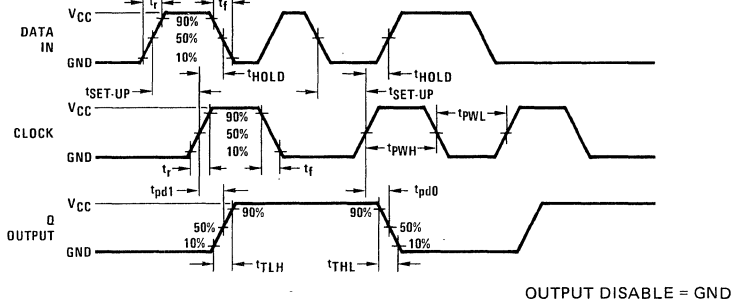 tr
tf
VCC
90%
DATA
IN
50%
10%
GND
tHOLD
tHOLD
tSET-UP
tSET-UP
VCC
90%
tPWL
CLOCK
50%
10%
tPWH
GND
tr
tf
tpd1
tpd0
VCC
90%
90%
Q
OUTPUT
50%
50%
10%
10%
GND
tTLH
tTHL
OUTPUT DISABLE = GND